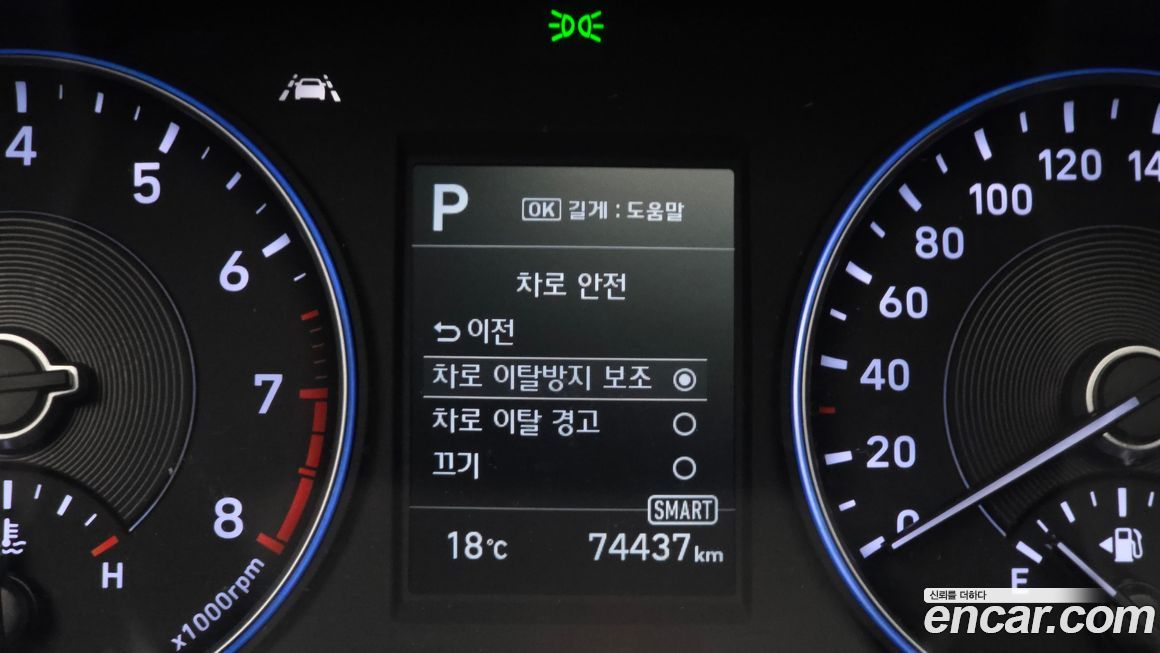 P
OK 길게 : 도움말
차로 안전
이전
차로 이탈방지 보조
차로 이탈 경고
끄기
SMART
18°C 74437 km
4
5
6
7
8
x1000rpm
H
0
20
40
60
80
100
120
E
신뢰를 더하다
encar.com